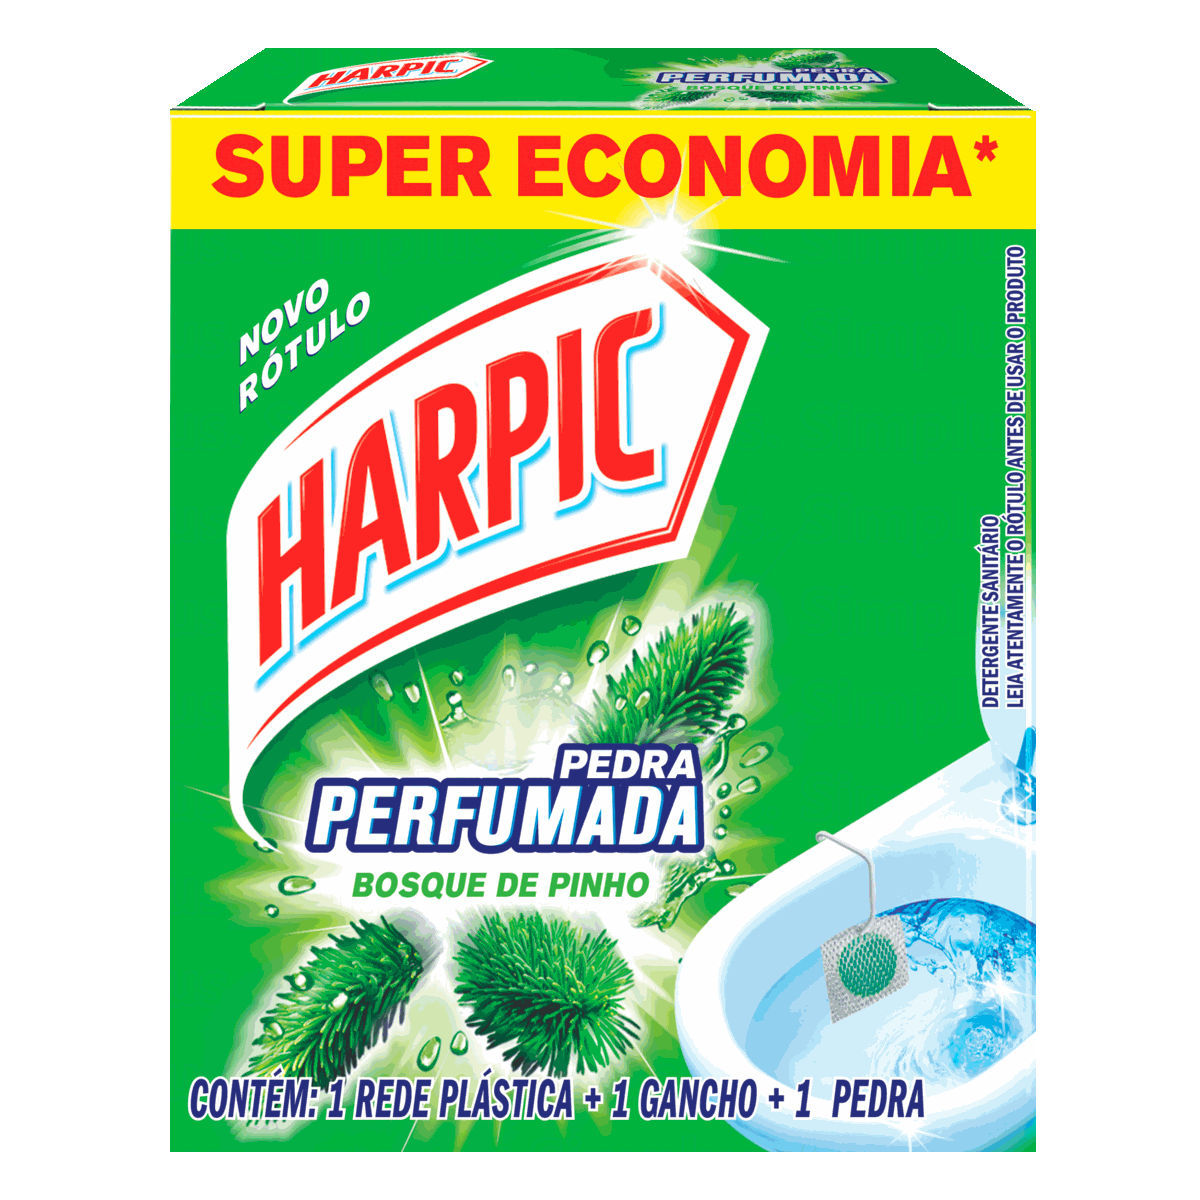 HARPIC
PEDRA
PERFUMADA
BOSQUE DE PINHO
SUPER ECONOMIA*
NOVO
RÓTULO
HARPIC
DETERGENTE SANITÁRIO
LEIA ATENTAMENTE O RÓTULO ANTES DE USAR O PRODUTO
PEDRA
PERFUMADA
BOSQUE DE PINHO
CONTÉM: 1 REDE PLÁSTICA + 1 GANCHO + 1 PEDRA